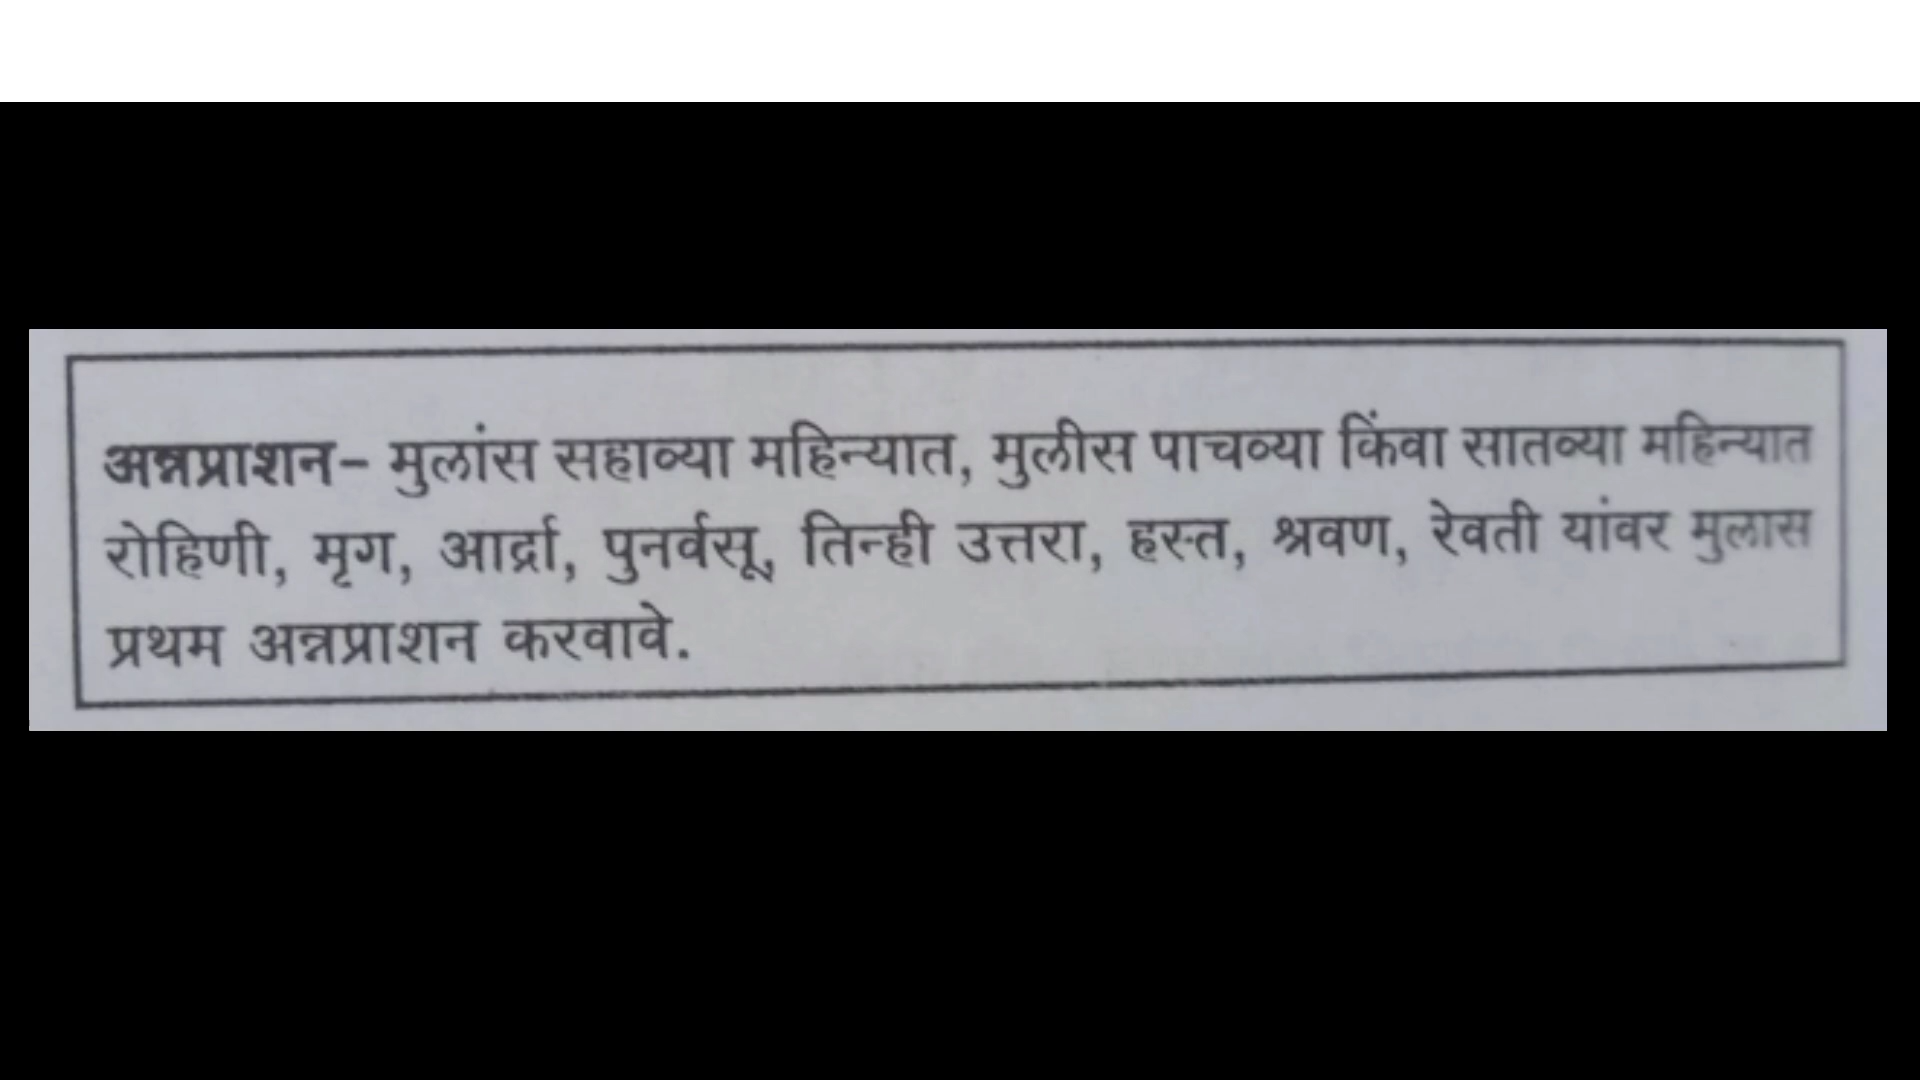 अन्नप्राशन- मुलांस सहाव्या महिन्यात, मुलीस पाचव्या किंवा सातव्या महिन्यात
रोहिणी, मृग, आर्द्रा, पुनर्वसू, तिन्ही उत्तरा, हस्त, श्रवण, रेवती यांवर मुलास
प्रथम अन्नप्राशन करवावे.